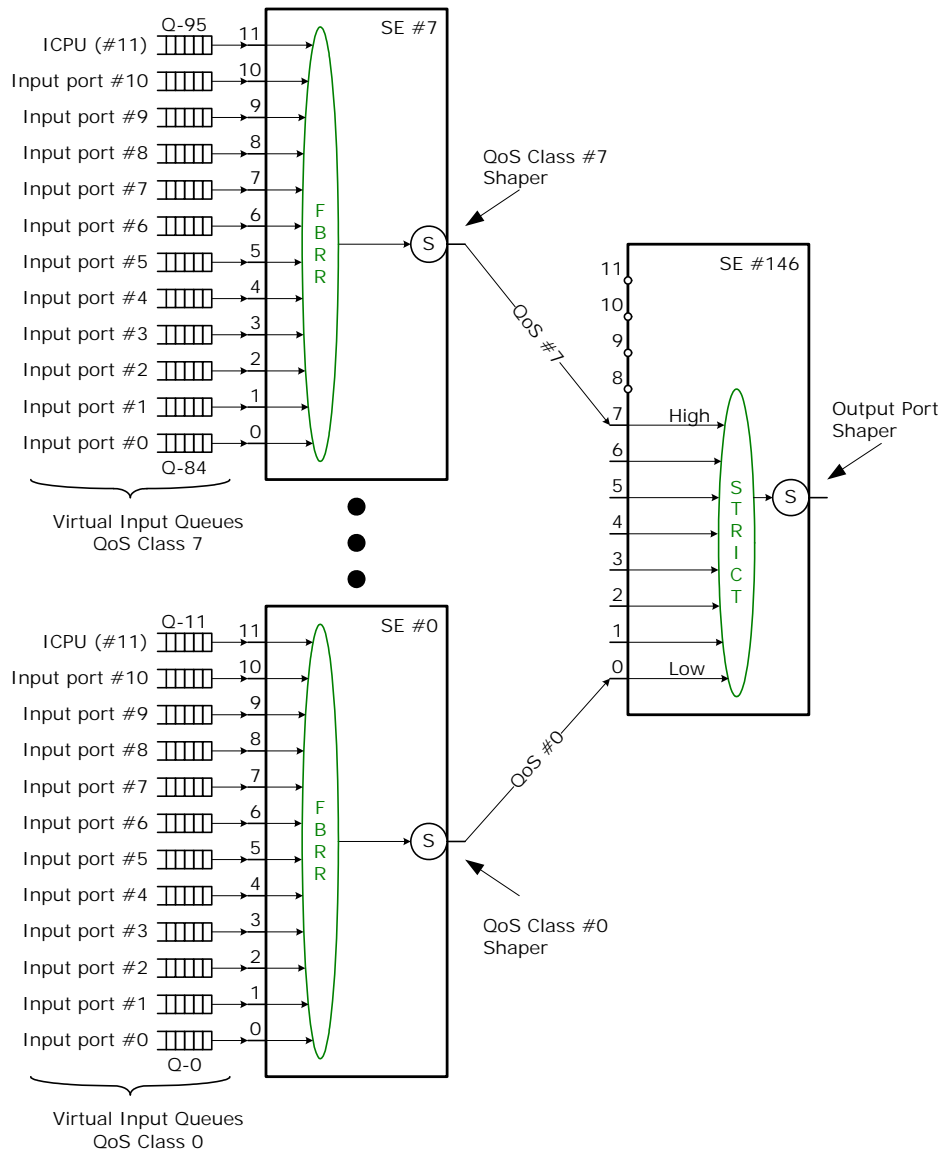 Q-95
SE #7
ICPU (#11) 11
Input port #10 10
Input port #9 9
Input port #8 8
Input port #7 7
Input port #6 6
Input port #5 5
Input port #4 4
Input port #3 3
Input port #2 2
Input port #1 1
Input port #0 0
Q-84
F
B
R
R
S
Virtual Input Queues
QoS Class 7
QoS Class #7
Shaper
QoS #7
SE #146
11
10
9
8
7 High
6
5
4
3
2
1
0 Low
S
T
R
I
C
T
S
Output Port
Shaper
Q-11
SE #0
ICPU (#11) 11
Input port #10 10
Input port #9 9
Input port #8 8
Input port #7 7
Input port #6 6
Input port #5 5
Input port #4 4
Input port #3 3
Input port #2 2
Input port #1 1
Input port #0 0
Q-0
F
B
R
R
S
QoS #0
QoS Class #0
Shaper
Virtual Input Queues
QoS Class 0